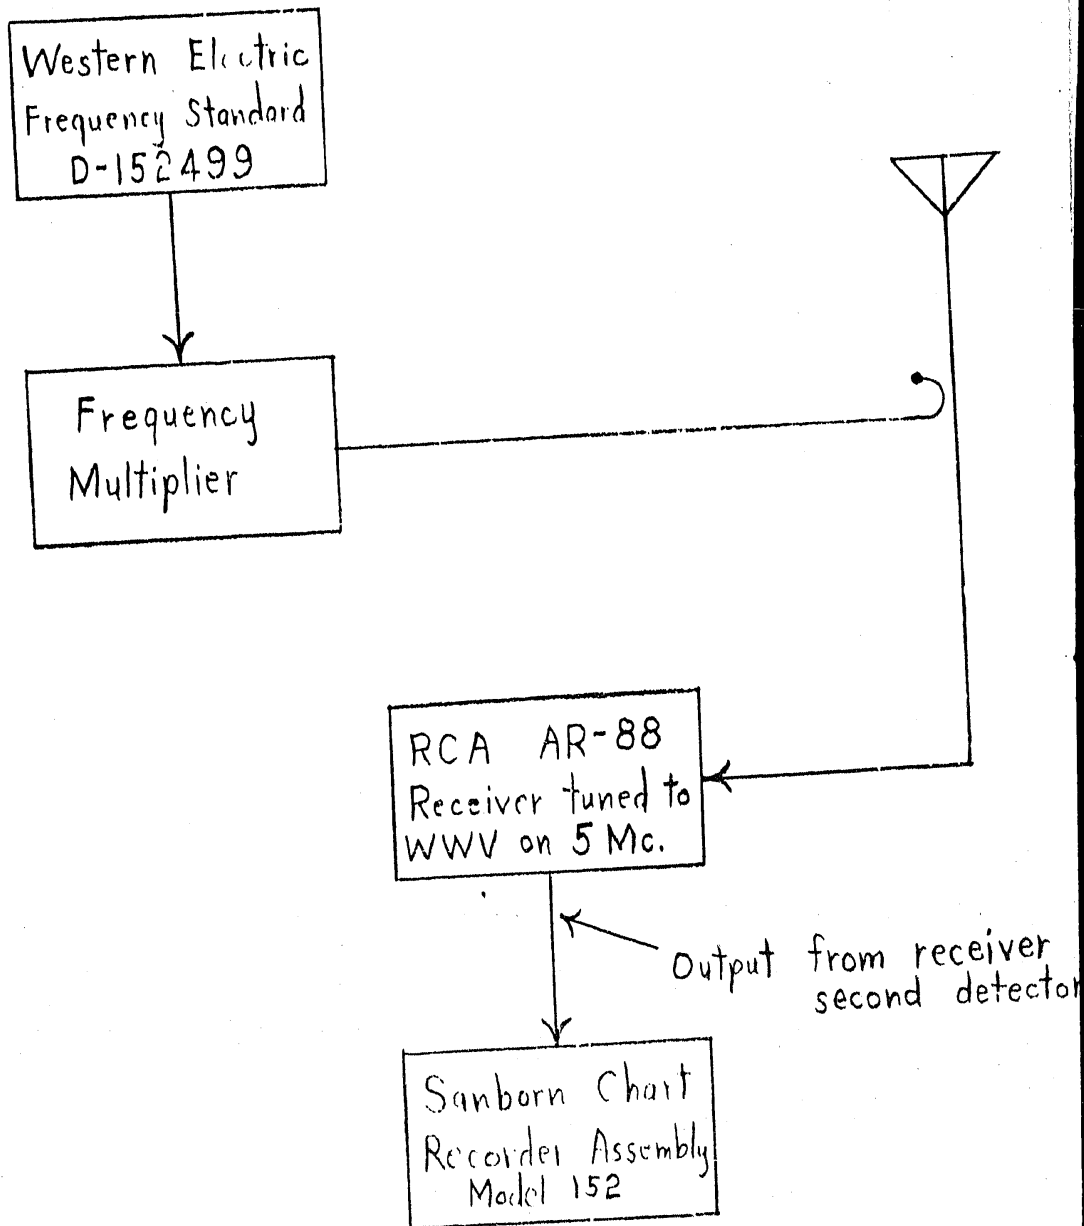 Western Electric
Frequency Standard
D-152499
Frequency
Multiplier
RCA AR-88
Receiver tuned to
WWV on 5 Mc.
Output from receiver
second detector
Sanborn Chart
Recorder Assembly
Model 152